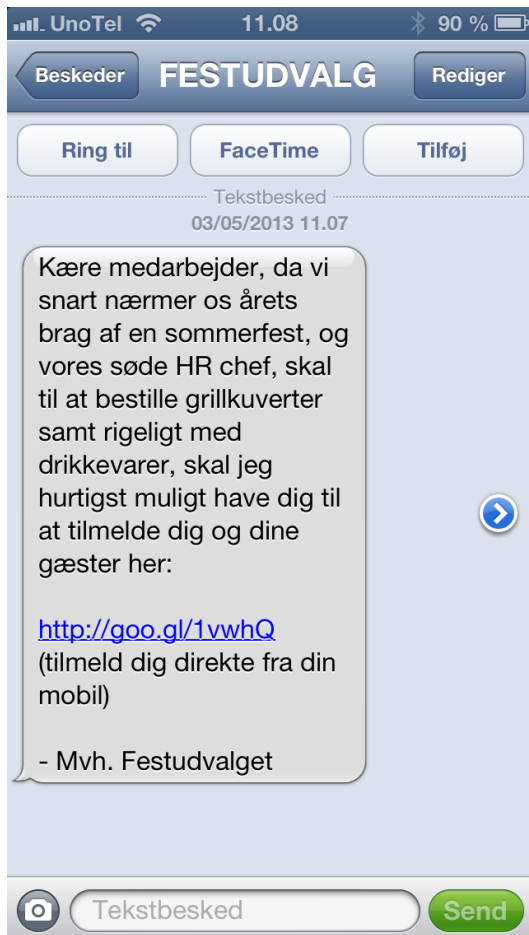 UnoTel 11.08 90 %
Beskeder FESTUDVALG Rediger
Ring til FaceTime Tilføj
Tekstbesked
03/05/2013 11.07
Kære medarbejder, da vi
snart nærmer os årets
brag af en sommerfest, og
vores søde HR chef, skal
til at bestille grillkuverter
samt rigeligt med
drikkevarer, skal jeg
hurtigst muligt have dig til
at tilmelde dig og dine
gæster her:
http://goo.gl/1vwhQ
(tilmeld dig direkte fra din
mobil)
- Mvh. Festudvalget
Tekstbesked Send